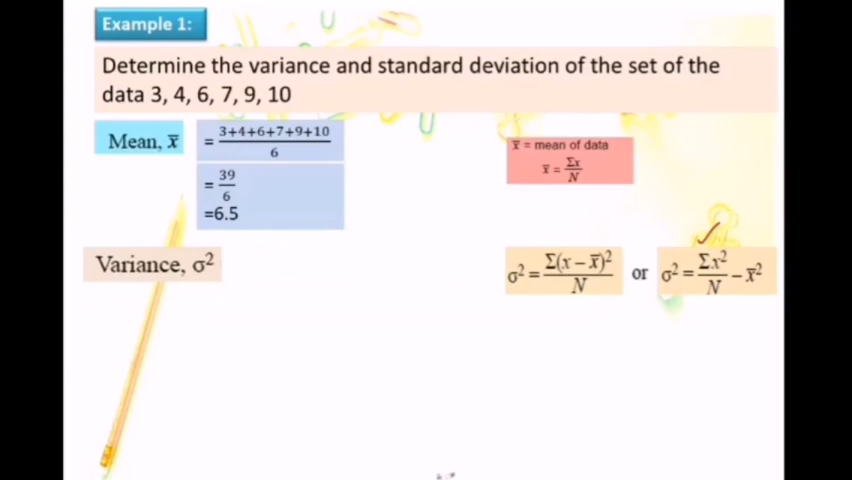 Example 1:
Determine the variance and standard deviation of the set of the
data 3, 4, 6, 7, 9, 10
Mean, x̅ = (3+4+6+7+9+10)/6
= 39/6
=6.5
x̅ = mean of data
x̅ = Σx/N
Variance, σ²
σ² = Σ(x – x̅)²/N or σ² = Σx²/N – x̅²